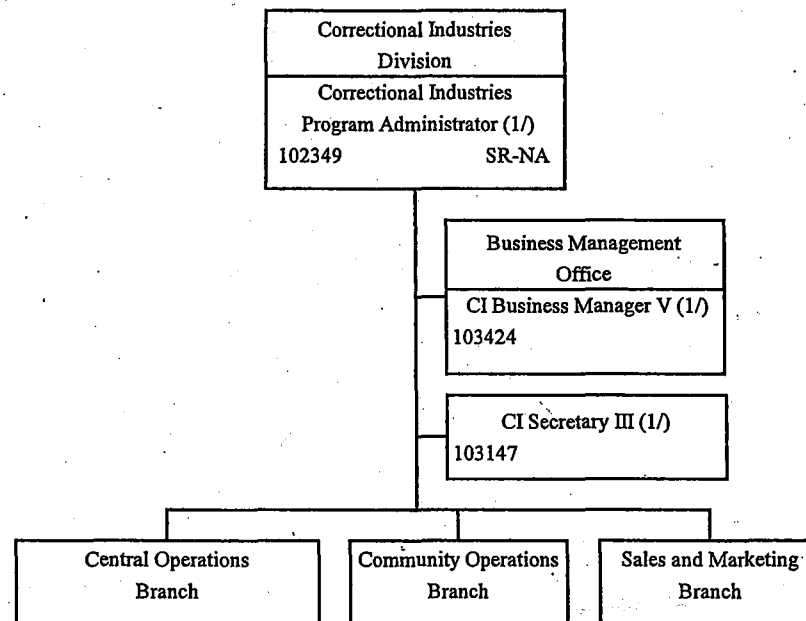 Correctional Industries
Division
Correctional Industries
Program Administrator (1/)
102349 SR-NA
Business Management
Office
CI Business Manager V (1/)
103424
CI Secretary III (1/)
103147
Central Operations
Branch
Community Operations
Branch
Sales and Marketing
Branch